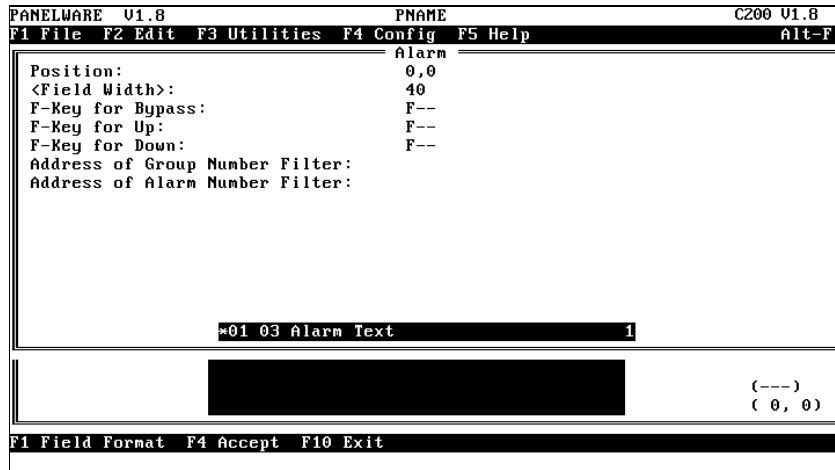 PANELWARE V1.8 PNAME C200 V1.8
F1 File F2 Edit F3 Utilities F4 Config F5 Help Alt-F
Alarm
Position: 0,0
<Field Width>: 40
F-Key for Bypass: F--
F-Key for Up: F--
F-Key for Down: F--
Address of Group Number Filter:
Address of Alarm Number Filter:
*01 03 Alarm Text 1
(---)
( 0, 0)
F1 Field Format F4 Accept F10 Exit